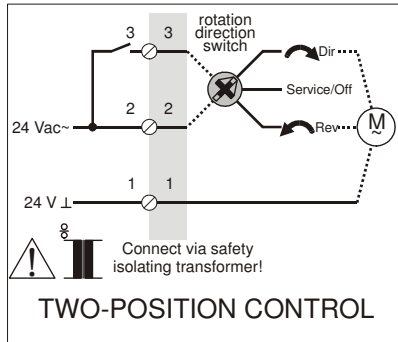 rotation
direction
switch
3 3
Dir
Service/Off
2 2
24 Vac~
Rev
M
~
1 1
24 V ⊥
Connect via safety
isolating transformer!
TWO-POSITION CONTROL